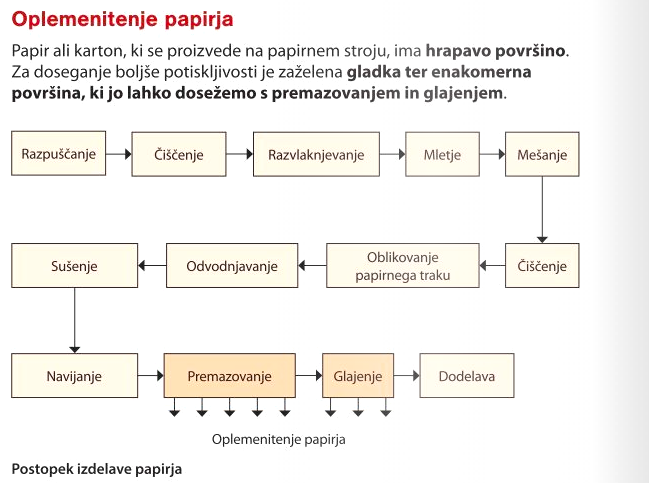 Oplemenitenje papirja
Papir ali karton, ki se proizvede na papirnem stroju, ima hrapavo površino.
Za doseganje boljše potiskljivosti je zaželena gladka ter enakomerna
površina, ki jo lahko dosežemo s premazovanjem in glajenjem.
Razpuščanje
Čiščenje
Razvlaknjevanje
Mletje
Mešanje
Sušenje
Odvodnjavanje
Oblikovanje
papirnega traku
Čiščenje
Navijanje
Premazovanje
Glajenje
Dodelava
Oplemenitenje papirja
Postopek izdelave papirja